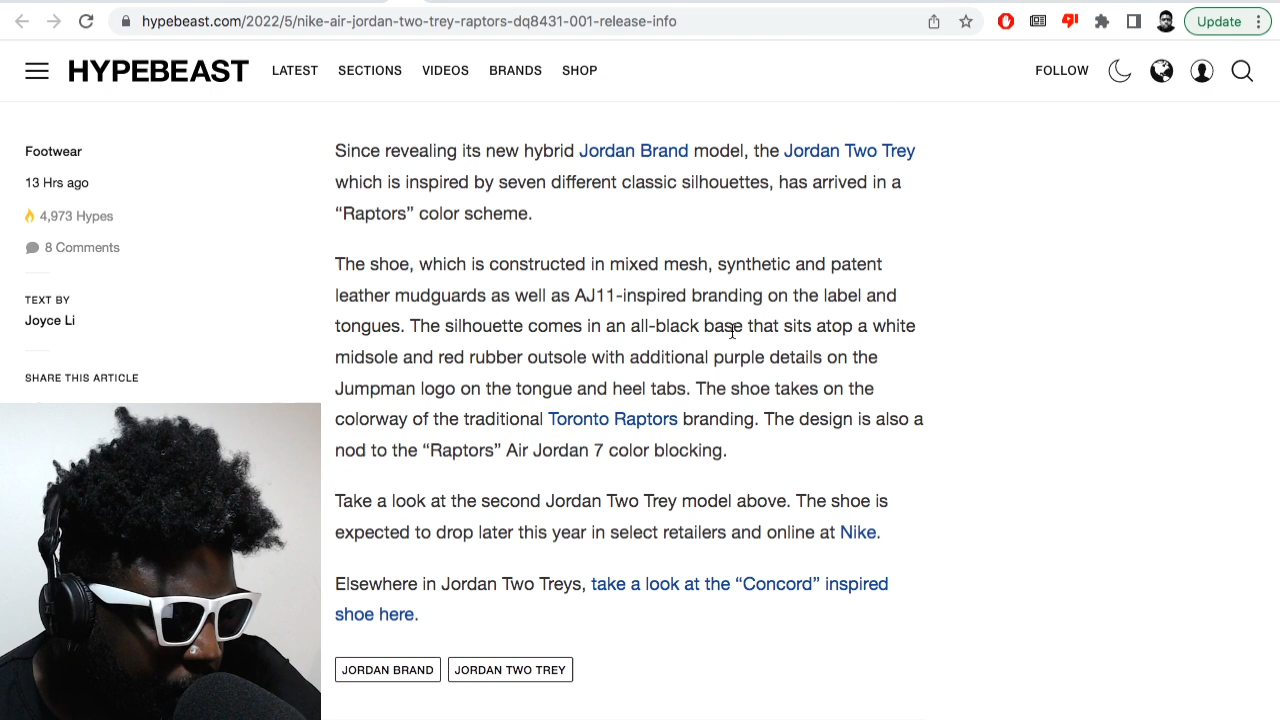 hypebeast.com/2022/5/nike-air-jordan-two-trey-raptors-dq8431-001-release-info
Update
HYPEBEAST LATEST SECTIONS VIDEOS BRANDS SHOP FOLLOW
Footwear
13 Hrs ago
4,973 Hypes
8 Comments
TEXT BY
Joyce Li
SHARE THIS ARTICLE
Since revealing its new hybrid Jordan Brand model, the Jordan Two Trey
which is inspired by seven different classic silhouettes, has arrived in a
“Raptors” color scheme.
The shoe, which is constructed in mixed mesh, synthetic and patent
leather mudguards as well as AJ11-inspired branding on the label and
tongues. The silhouette comes in an all-black base that sits atop a white
midsole and red rubber outsole with additional purple details on the
Jumpman logo on the tongue and heel tabs. The shoe takes on the
colorway of the traditional Toronto Raptors branding. The design is also a
nod to the “Raptors” Air Jordan 7 color blocking.
Take a look at the second Jordan Two Trey model above. The shoe is
expected to drop later this year in select retailers and online at Nike.
Elsewhere in Jordan Two Treys, take a look at the “Concord” inspired
shoe here.
JORDAN BRAND JORDAN TWO TREY